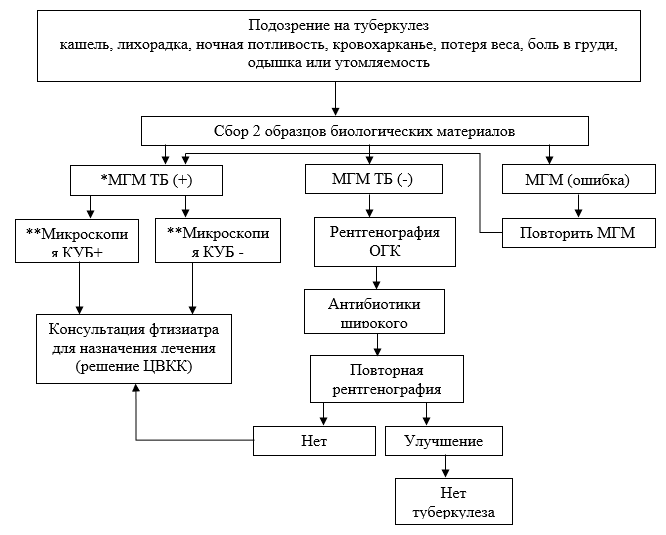 Подозрение на туберкулез
кашель, лихорадка, ночная потливость, кровохарканье, потеря веса, боль в груди,
одышка или утомляемость
Сбор 2 образцов биологических материалов
*МГМ ТБ (+)
МГМ ТБ (-)
МГМ (ошибка)
**Микроскопи
я КУБ+
**Микроскопи
я КУБ -
Рентгенография
ОГК
Повторить МГМ
Антибиотики
широкого
Консультация фтизиатра
для назначения лечения
(решение ЦВКК)
Повторная
рентгенография
Нет
Улучшение
Нет
туберкулеза